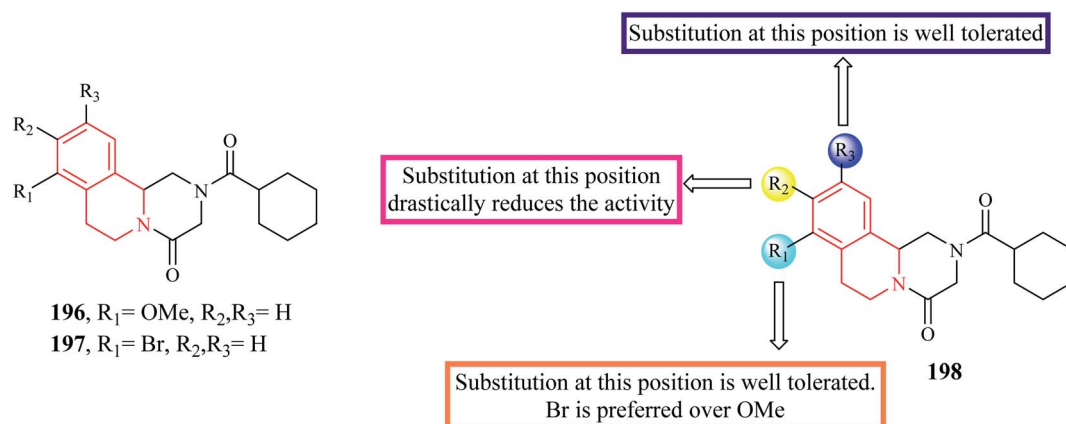 R3
R2
R1
N
O
N
O
196, R1= OMe, R2,R3= H
197, R1= Br, R2,R3= H
Substitution at this position is well tolerated
Substitution at this position
drastically reduces the activity
R3
R2
R1
O
N
N
O
198
Substitution at this position is well tolerated.
Br is preferred over OMe